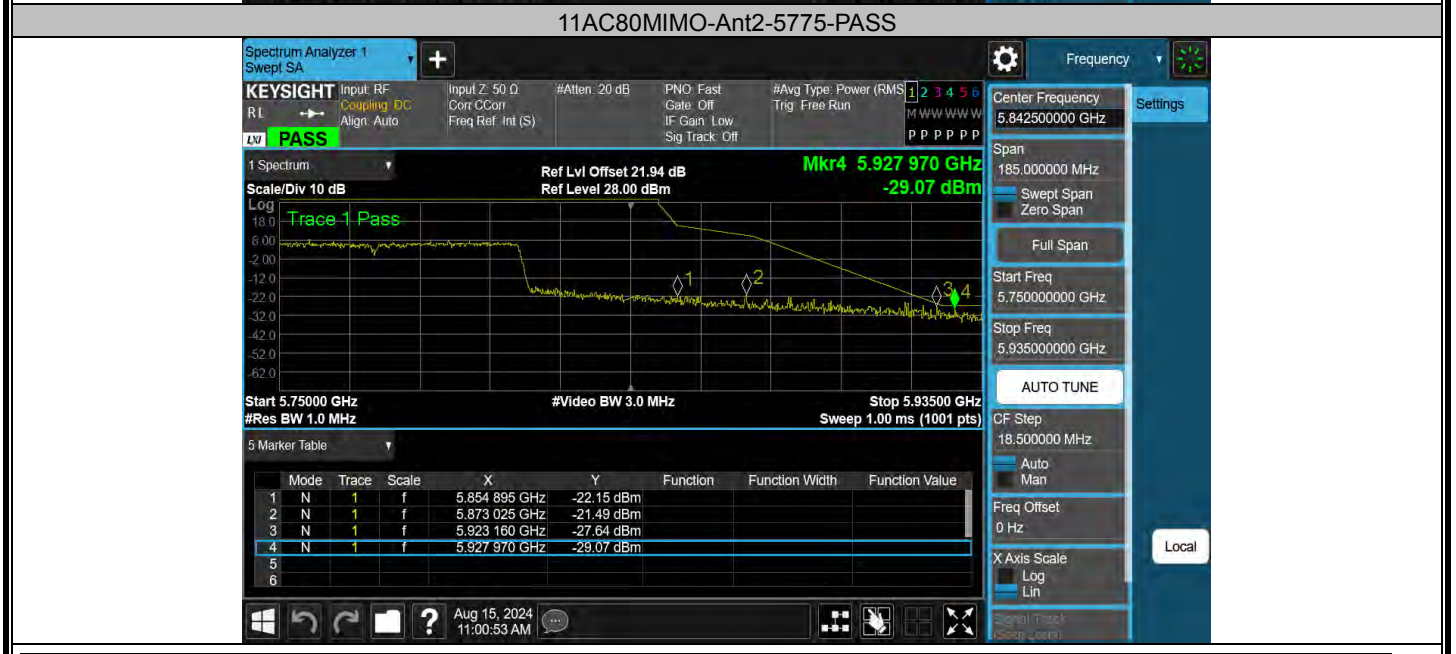 11AC80MIMO-Ant2-5775-PASS
Spectrum Analyzer 1
Swept SA
+
Frequency
KEYSIGHT
Input: RF
Input Z: 50 Ω
#Atten: 20 dB
PNO: Fast
#Avg Type: Power (RMS
1 2 3 4 5 6
RL
Coupling: DC
Corr CCorr
Gate: Off
Trig: Free Run
M W W W W W
Align: Auto
Freq Ref: Int (S)
IF Gain: Low
Sig Track: Off
P P P P P P
LXI
PASS
Center Frequency
5.842500000 GHz
Settings
1 Spectrum
Ref Lvl Offset 21.94 dB
Mkr4 5.927 970 GHz
Scale/Div 10 dB
Ref Level 28.00 dBm
-29.07 dBm
Log
Trace 1 Pass
18.0
8.00
-2.00
-12.0
-22.0
-32.0
-42.0
-52.0
-62.0
1
2
3
4
Start 5.75000 GHz
#Video BW 3.0 MHz
Stop 5.93500 GHz
#Res BW 1.0 MHz
Sweep 1.00 ms (1001 pts)
Span
185.000000 MHz
Swept Span
Zero Span
Full Span
Start Freq
5.750000000 GHz
Stop Freq
5.935000000 GHz
AUTO TUNE
CF Step
18.500000 MHz
Auto
Man
Freq Offset
0 Hz
X Axis Scale
Log
Lin
Signal Track
(Span Zoom)
Local
5 Marker Table
Mode Trace Scale X Y Function Function Width Function Value
1 N 1 f 5.854 895 GHz -22.15 dBm
2 N 1 f 5.873 025 GHz -21.49 dBm
3 N 1 f 5.923 160 GHz -27.64 dBm
4 N 1 f 5.927 970 GHz -29.07 dBm
5
6
?
Aug 15, 2024
11:00:53 AM